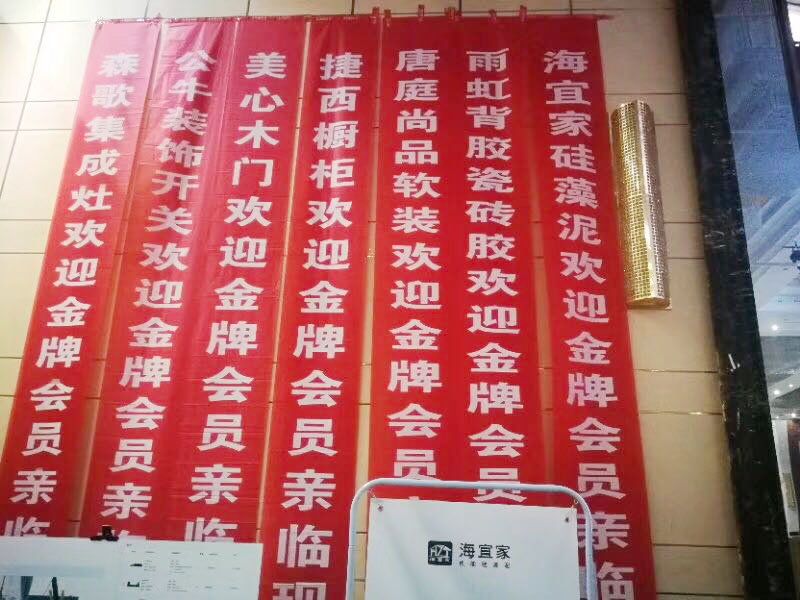 森歌集成灶欢迎金牌会员亲临
公牛装饰开关欢迎金牌会员亲临
美心木门欢迎金牌会员亲临
捷西橱柜欢迎金牌会员亲临现
唐庭尚品软装欢迎金牌会员
雨虹背胶瓷砖胶欢迎金牌会员
海宜家硅藻泥欢迎金牌会员亲临
海宜家